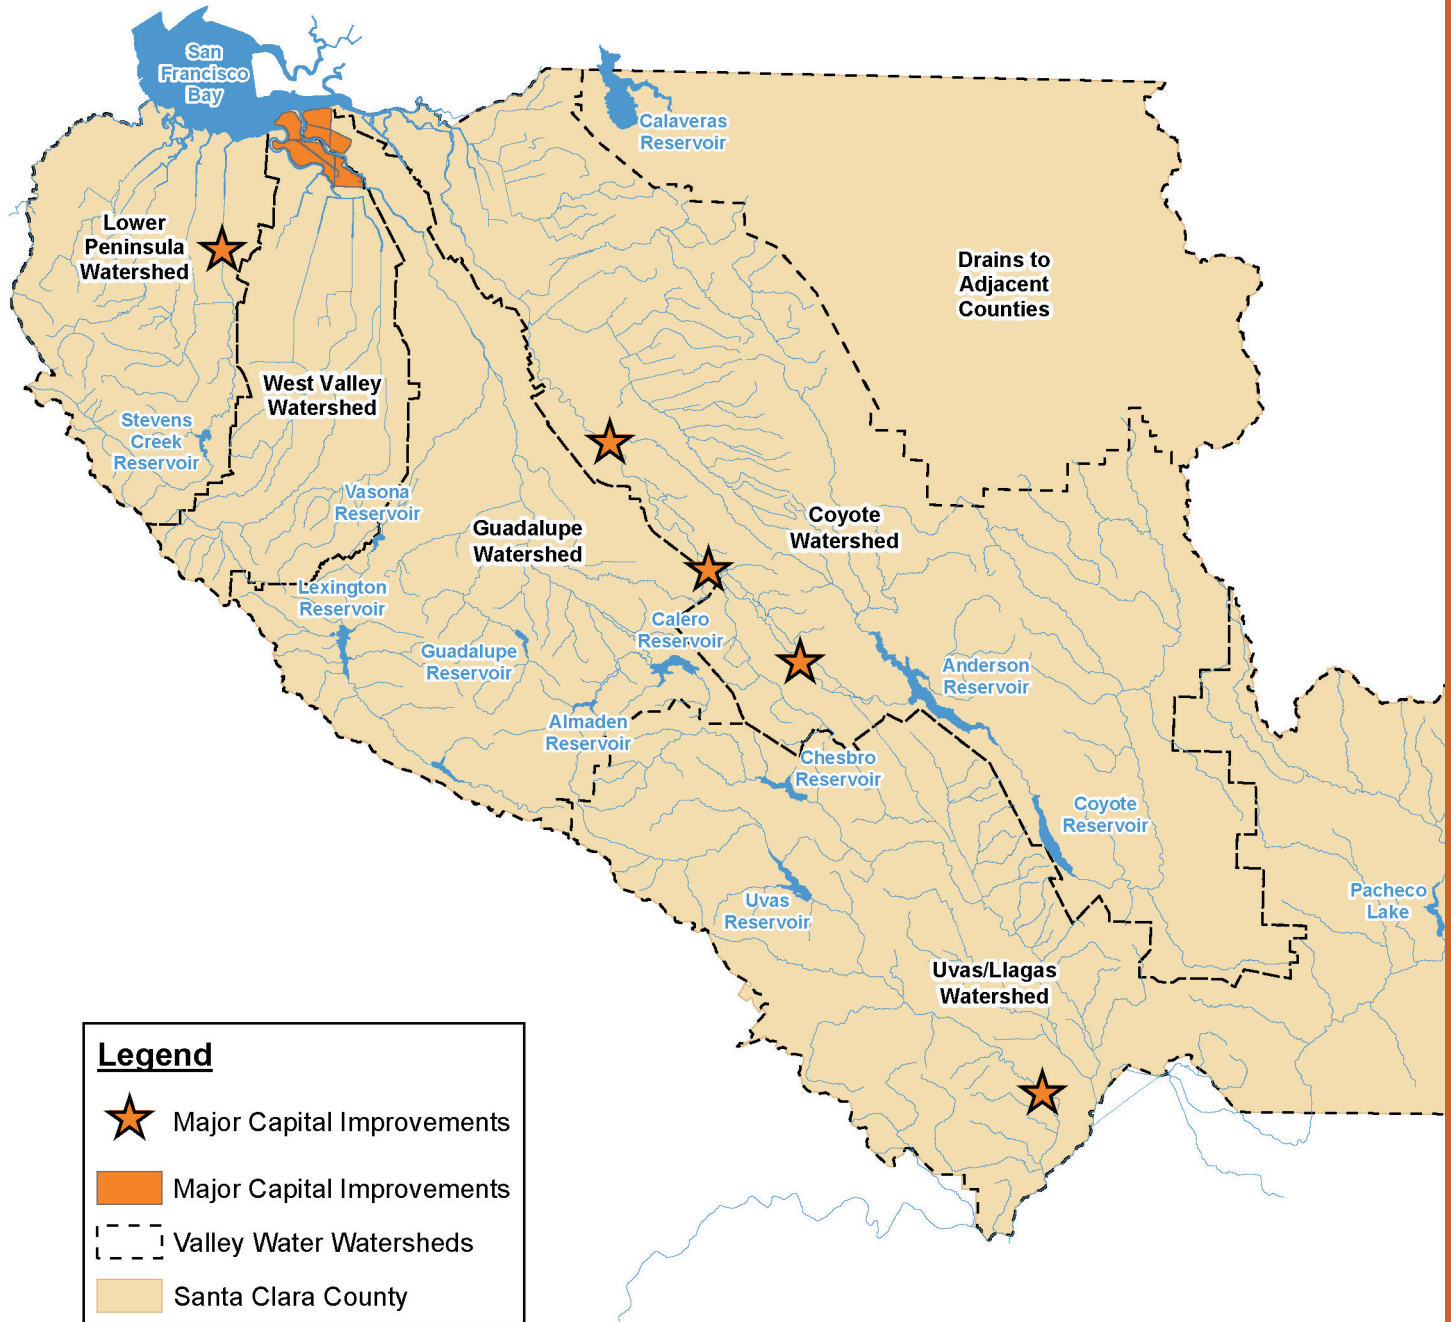 San
Francisco
Bay
Calaveras
Reservoir
Lower
Peninsula
Watershed
Drains to
Adjacent
Counties
West Valley
Watershed
Stevens
Creek
Reservoir
Vasona
Reservoir
Guadalupe
Watershed
Coyote
Watershed
Lexington
Reservoir
Calero
Reservoir
Guadalupe
Reservoir
Anderson
Reservoir
Almaden
Reservoir
Chesbro
Reservoir
Coyote
Reservoir
Uvas
Reservoir
Pacheco
Lake
Uvas/Llagas
Watershed
Legend
Major Capital Improvements
Major Capital Improvements
Valley Water Watersheds
Santa Clara County